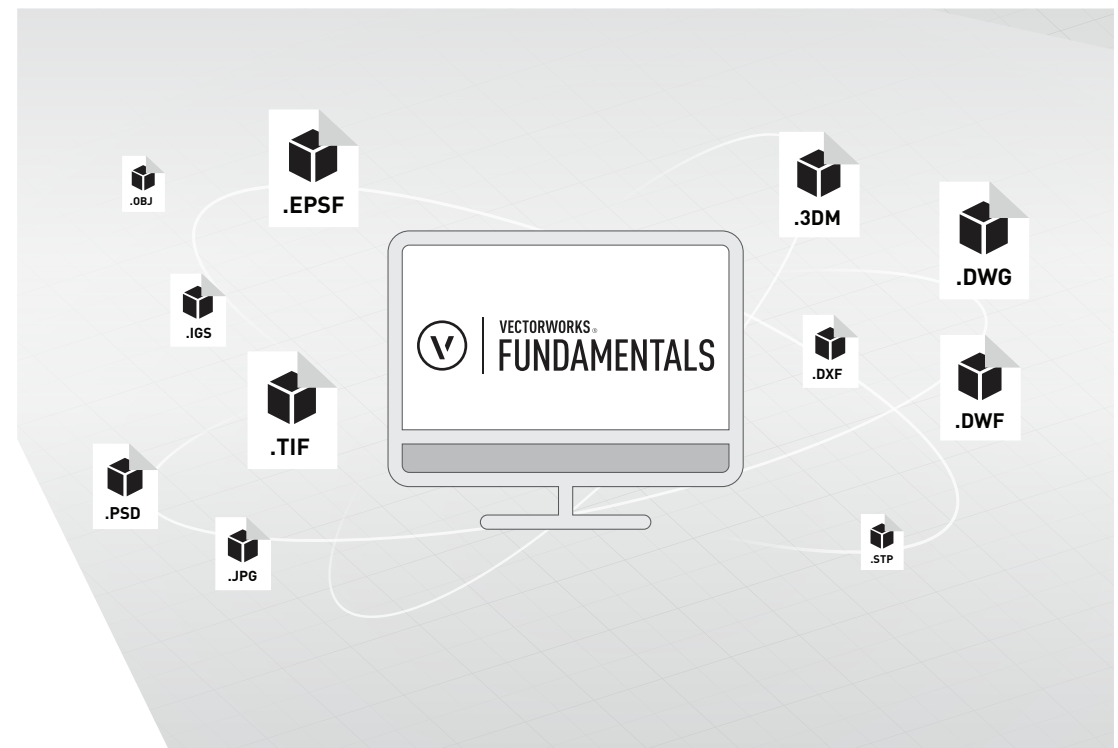 .OBJ
.EPSF
.3DM
.DWG
.IGS
VECTORWORKS®
FUNDAMENTALS
.DXF
.TIF
.DWF
.PSD
.JPG
.STP